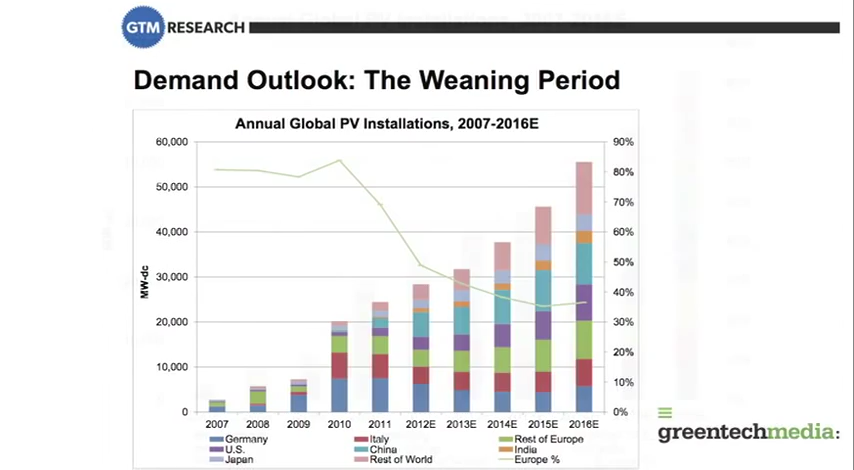 GTM RESEARCH
Demand Outlook: The Weaning Period
Annual Global PV Installations, 2007-2016E
60,000 90%
50,000 80%
40,000 70%
30,000 60%
20,000 50%
10,000 40%
0 30%
20%
10%
0%
MW-dc
2007 2008 2009 2010 2011 2012E 2013E 2014E 2015E 2016E
Germany Italy Rest of Europe
U.S. China India
Japan Rest of World Europe %
greentechmedia: